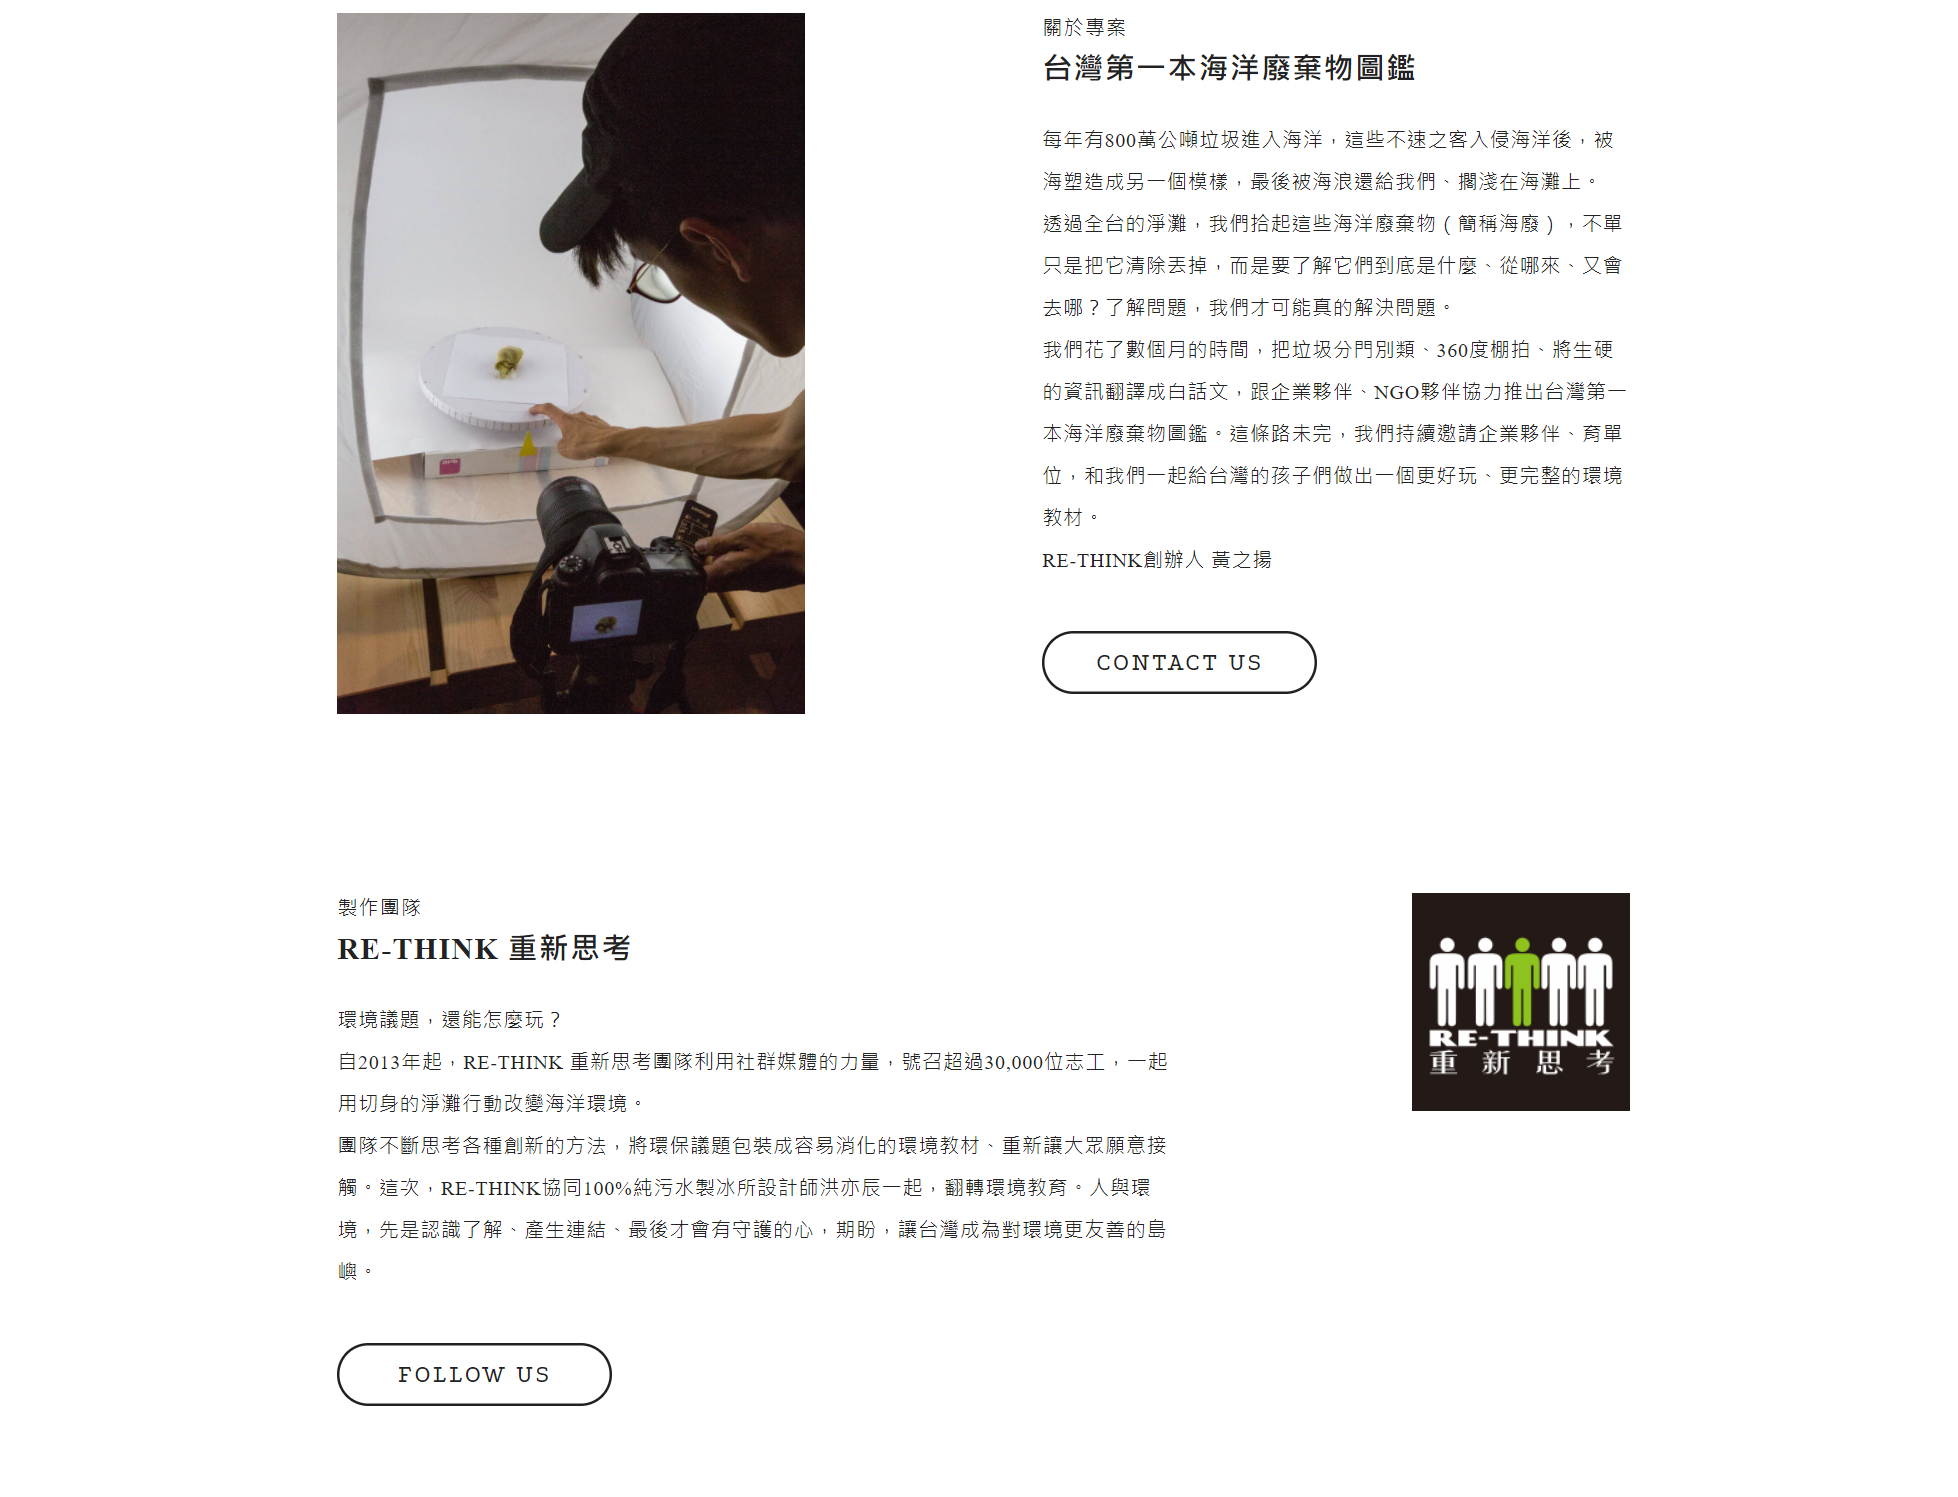 關於專案
台灣第一本海洋廢棄物圖鑑
每年有800萬公噸垃圾進入海洋，這些不速之客入侵海洋後，被
海塑造成另一個模樣，最後被海浪還給我們、擱淺在海灘上。
透過全台的淨灘，我們拾起這些海洋廢棄物（簡稱海廢），不單
只是把它清除丟掉，而是要了解它們到底是什麼、從哪來、又會
去哪？了解問題，我們才可能真的解決問題。
我們花了數個月的時間，把垃圾分門別類、360度棚拍、將生硬
的資訊翻譯成白話文，跟企業夥伴、NGO夥伴協力推出台灣第一
本海洋廢棄物圖鑑。這條路未完，我們持續邀請企業夥伴、育單
位，和我們一起給台灣的孩子們做出一個更好玩、更完整的環境
教材。
RE-THINK創辦人 黃之揚
CONTACT US
製作團隊
RE-THINK 重新思考
環境議題，還能怎麼玩？
自2013年起，RE-THINK 重新思考團隊利用社群媒體的力量，號召超過30,000位志工，一起
用切身的淨灘行動改變海洋環境。
團隊不斷思考各種創新的方法，將環保議題包裝成容易消化的環境教材、重新讓大眾願意接
觸。這次，RE-THINK協同100%純污水製冰所設計師洪亦辰一起，翻轉環境教育。人與環
境，先是認識了解、產生連結、最後才會有守護的心，期盼，讓台灣成為對環境更友善的島
嶼。
FOLLOW US
RE-THINK
重新思考